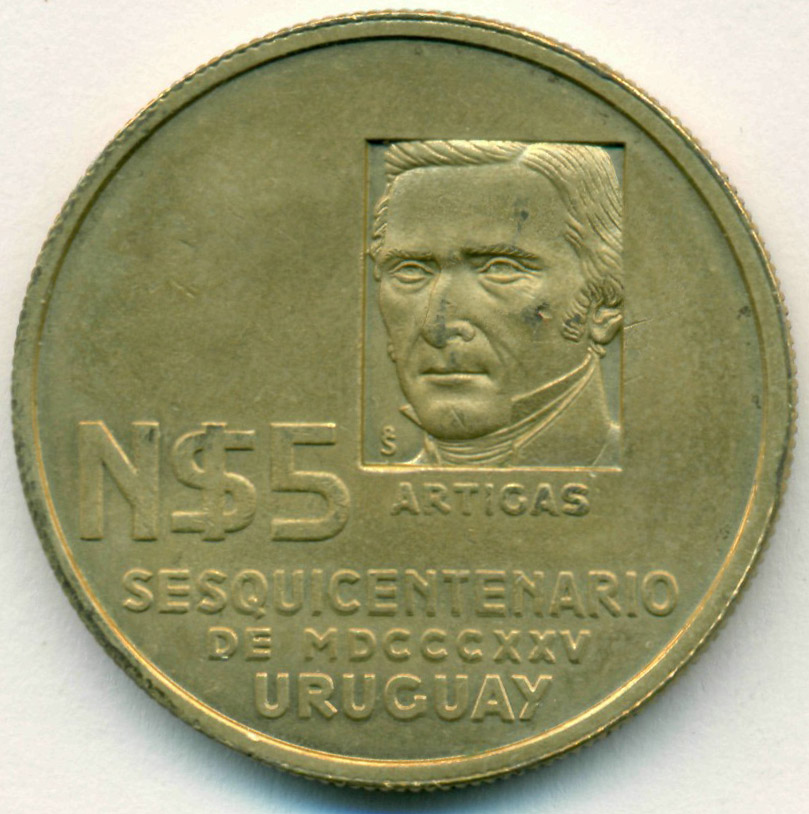 N$5
ARTIGAS
SESQUICENTENARIO
DE MDCCCXXV
URUGUAY